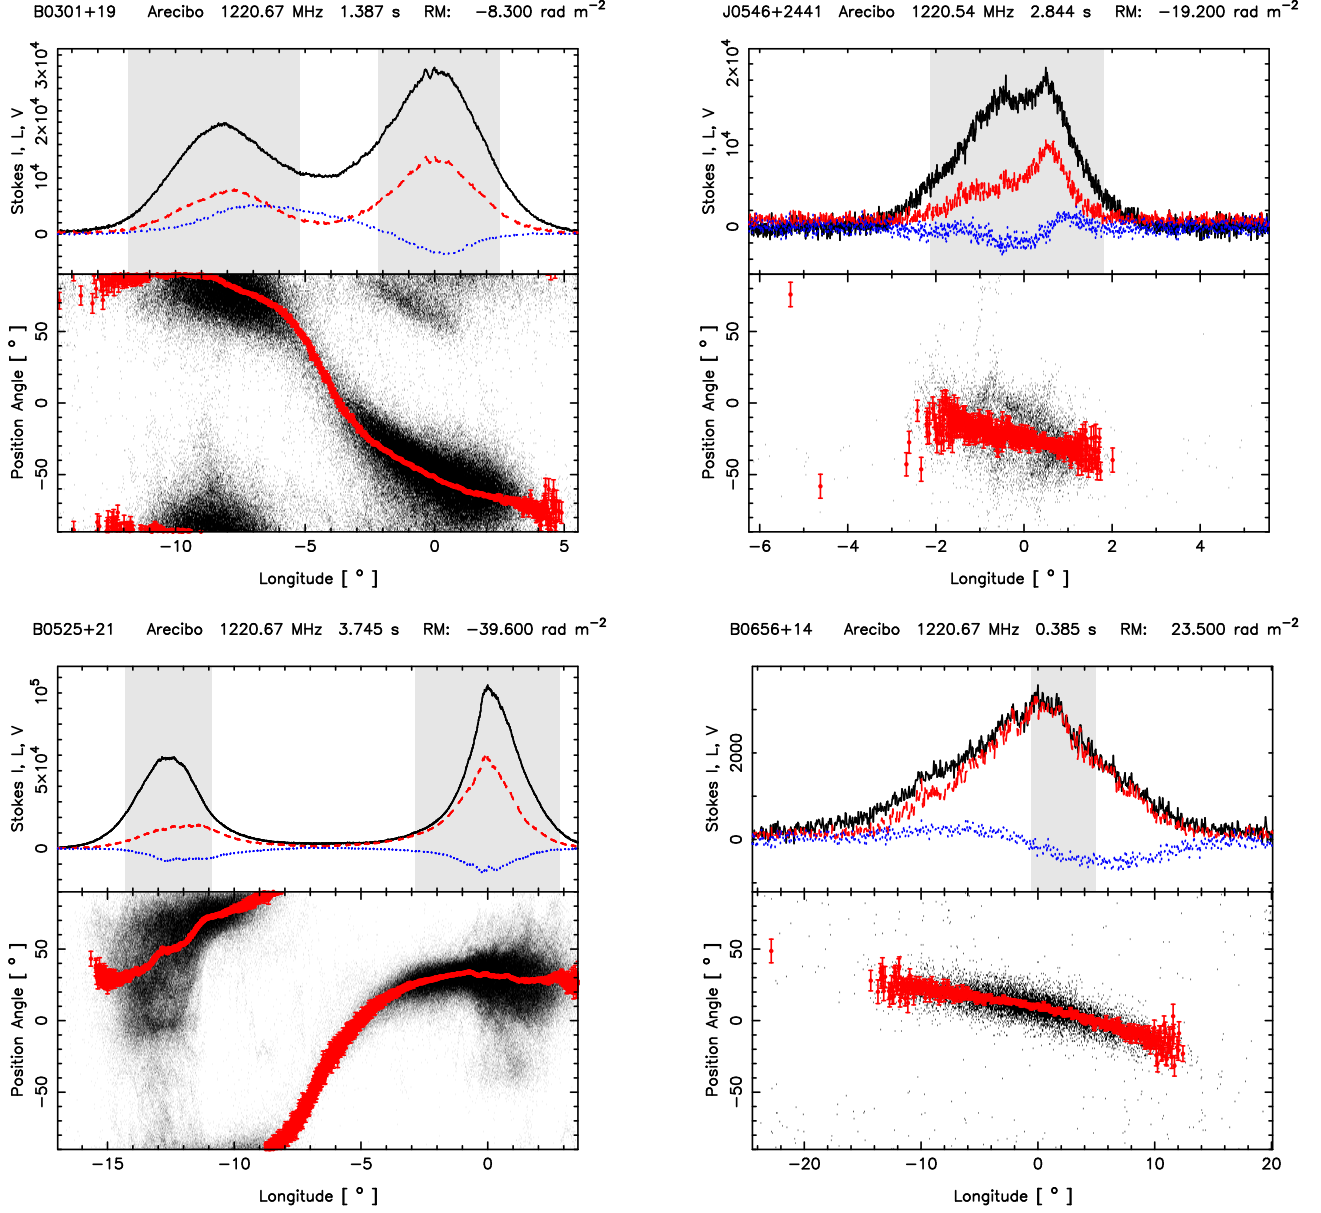 B0301+19 Arecibo 1220.67 MHz 1.387 s RM: −8.300 rad m⁻²
Stokes I, L, V
3×10⁴
2×10⁴
10⁴
0
Position Angle [ ° ]
50
0
−50
−10 −5 0 5
Longitude [ ° ]
J0546+2441 Arecibo 1220.54 MHz 2.844 s RM: −19.200 rad m⁻²
Stokes I, L, V
2×10⁴
10⁴
0
Position Angle [ ° ]
50
0
−50
−6 −4 −2 0 2 4
Longitude [ ° ]
B0525+21 Arecibo 1220.67 MHz 3.745 s RM: −39.600 rad m⁻²
Stokes I, L, V
10⁵
5×10⁴
0
Position Angle [ ° ]
50
0
−50
−15 −10 −5 0
Longitude [ ° ]
B0656+14 Arecibo 1220.67 MHz 0.385 s RM: 23.500 rad m⁻²
Stokes I, L, V
2000
0
Position Angle [ ° ]
50
0
−50
−20 −10 0 10 20
Longitude [ ° ]